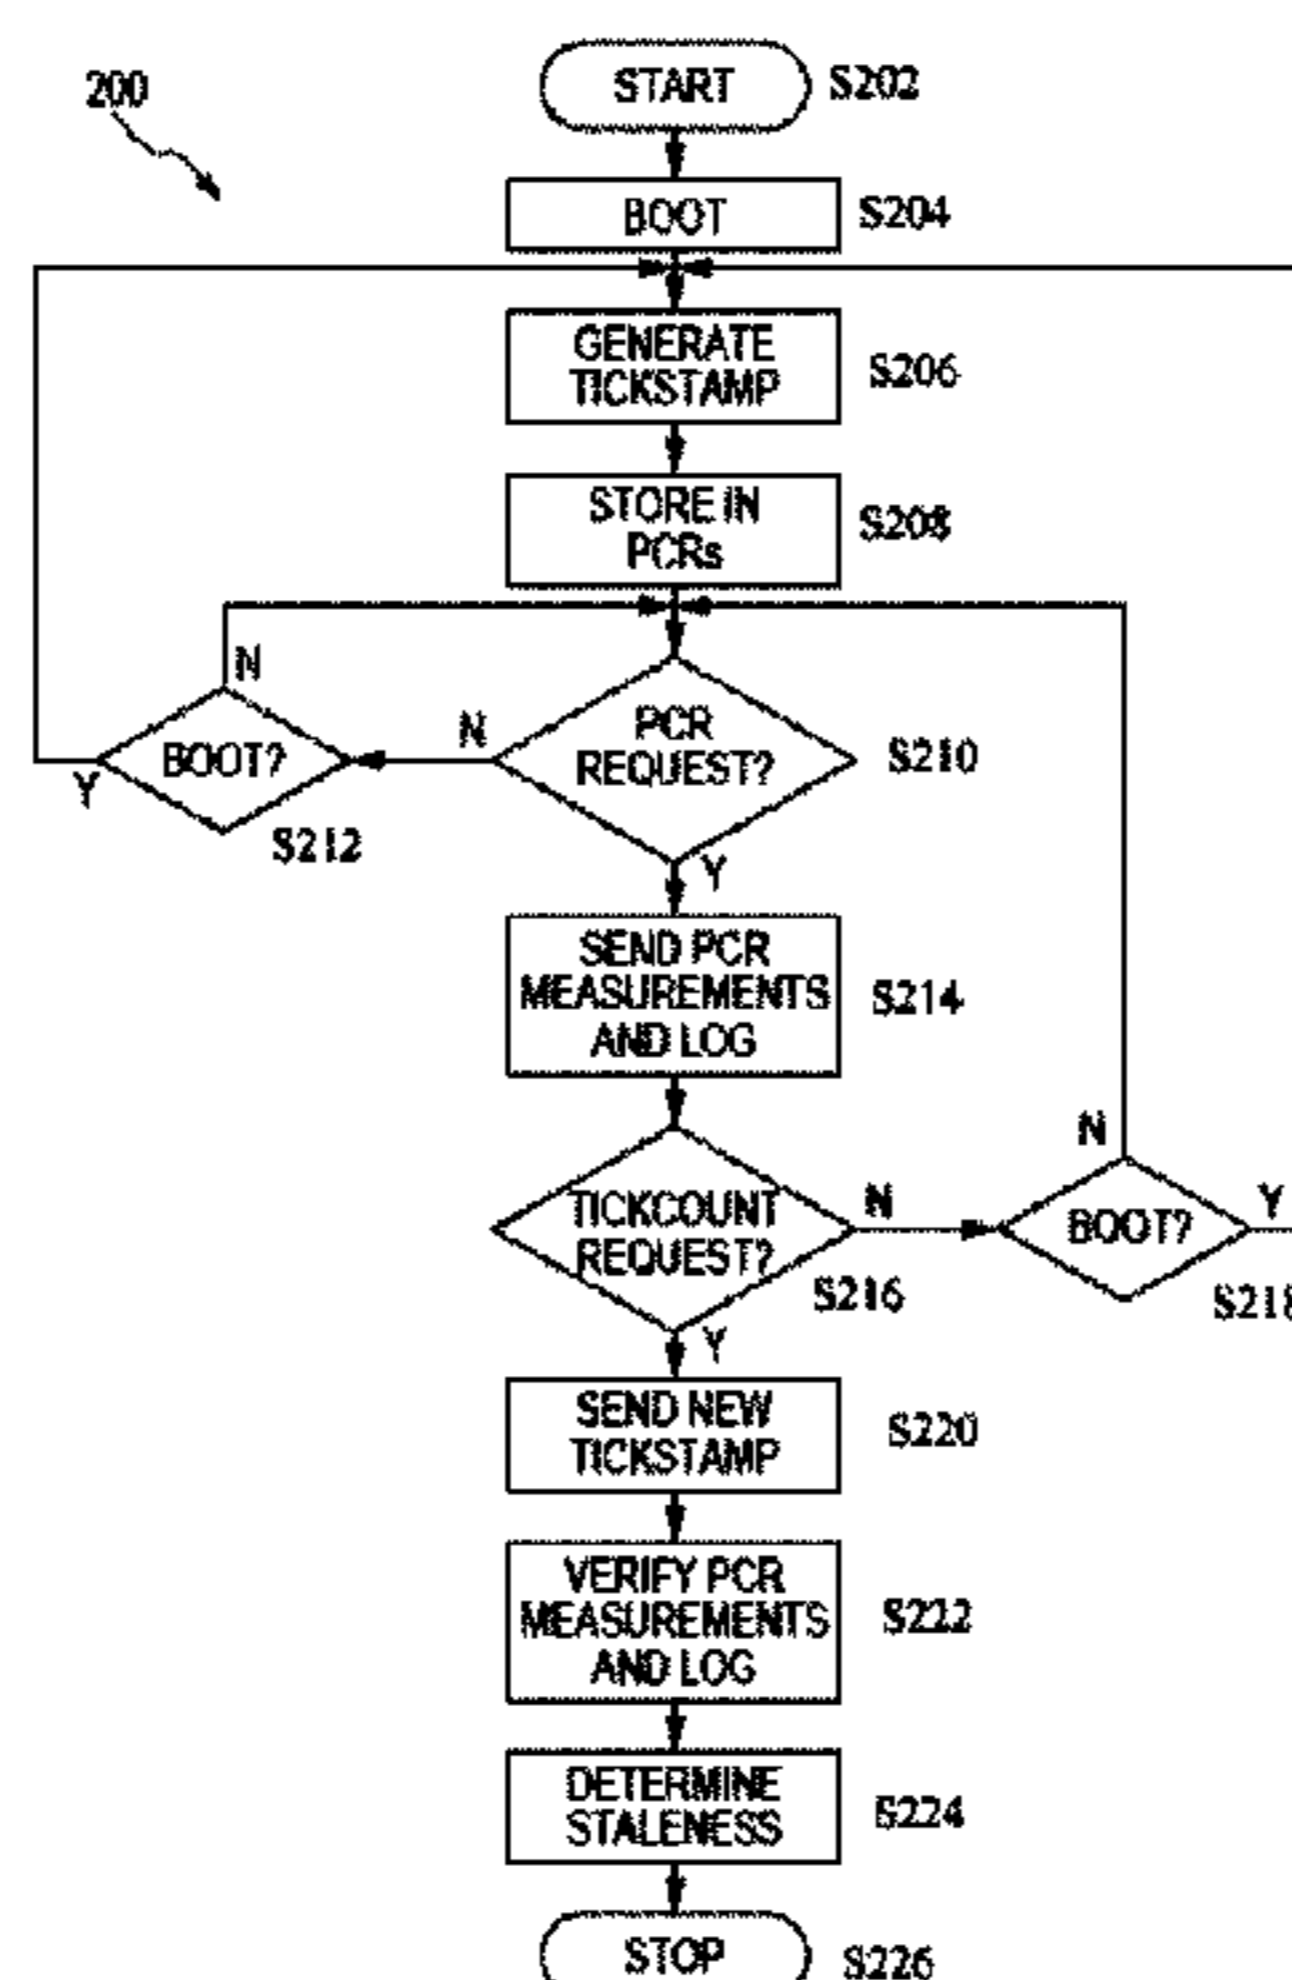 200
START S202
BOOT S204
GENERATE
TICKSTAMP
S206
STORE IN
PCRs
S208
N
BOOT?
Y
S212
N
PCR
REQUEST?
S210
Y
SEND PCR
MEASUREMENTS
AND LOG
S214
TICKCOUNT
REQUEST?
S216
N
N
BOOT?
Y
S218
Y
SEND NEW
TICKSTAMP
S220
VERIFY PCR
MEASUREMENTS
AND LOG
S222
DETERMINE
STALENESS
S224
STOP S226